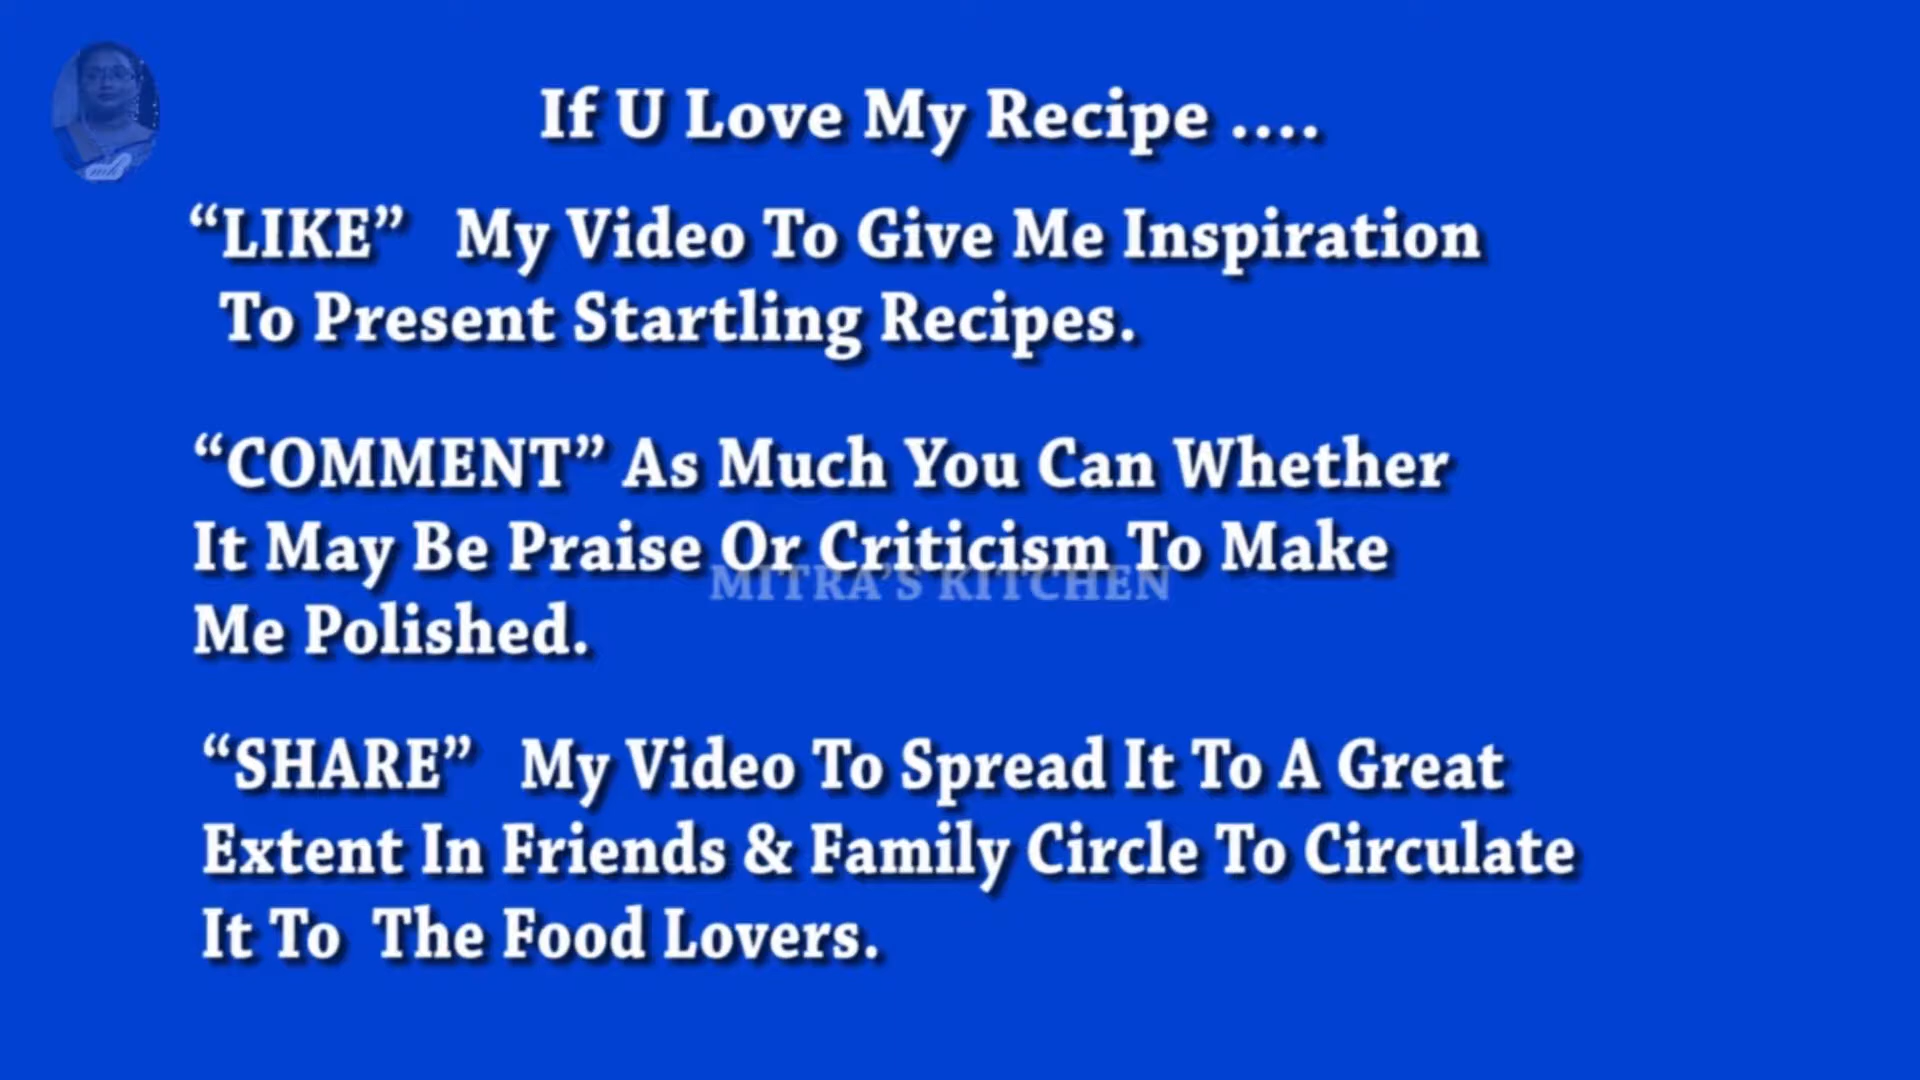 If U Love My Recipe ....
“LIKE” My Video To Give Me Inspiration
To Present Startling Recipes.
“COMMENT” As Much You Can Whether
It May Be Praise Or Criticism To Make
MITRA’S KITCHEN
Me Polished.
“SHARE” My Video To Spread It To A Great
Extent In Friends & Family Circle To Circulate
It To The Food Lovers.